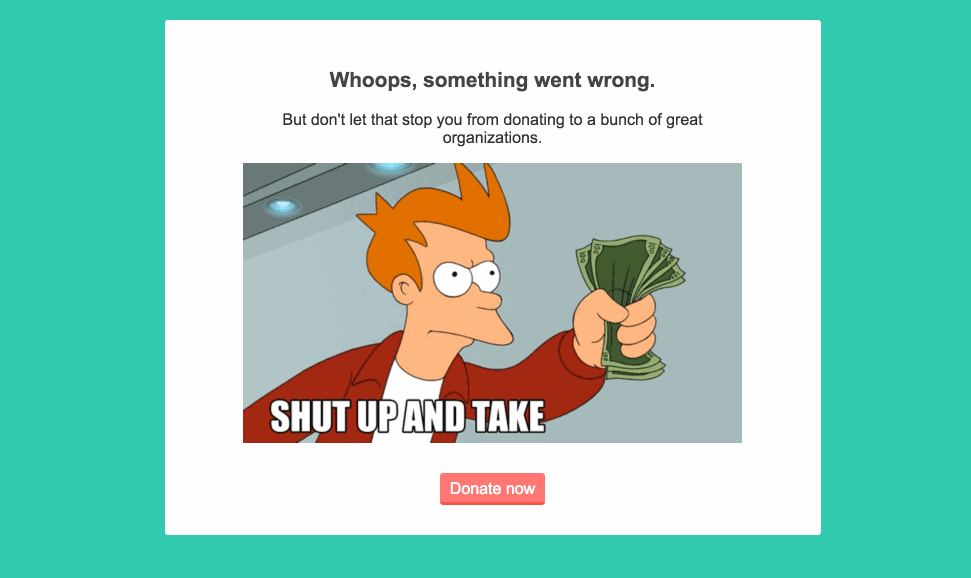 Whoops, something went wrong.
But don't let that stop you from donating to a bunch of great
organizations.
SHUT UP AND TAKE
Donate now